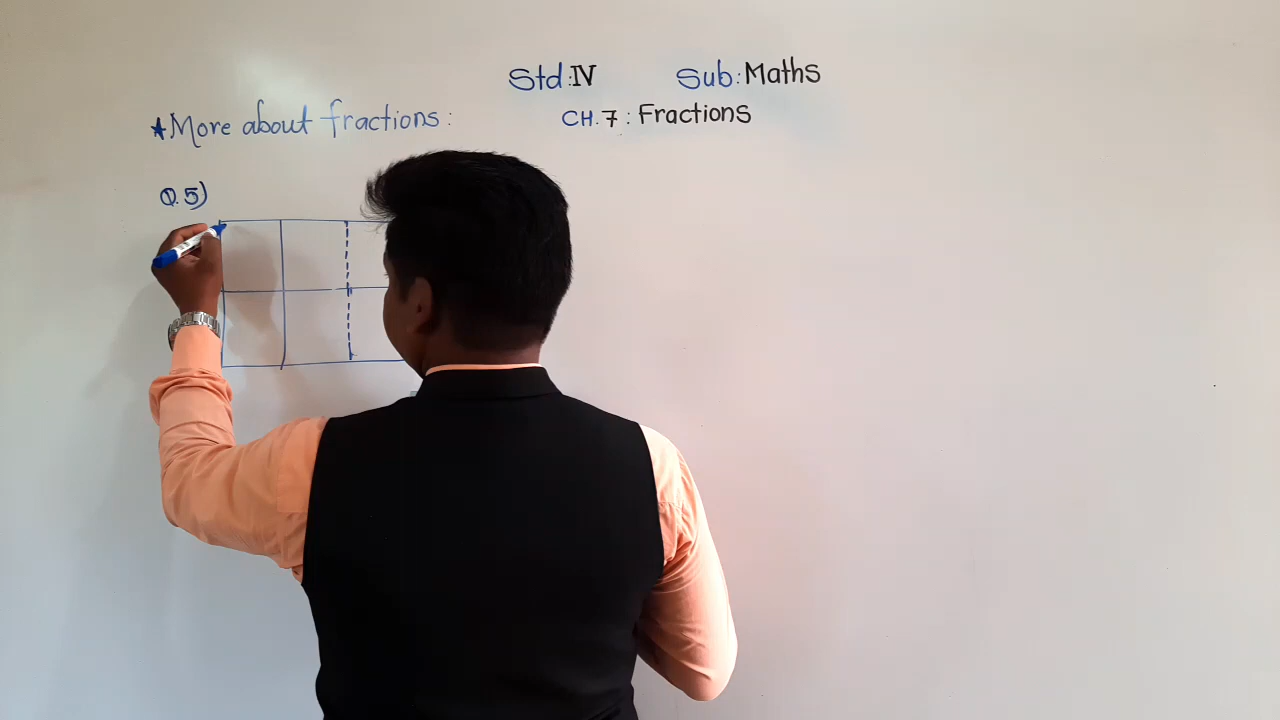 Std: IV Sub: Maths
★More about fractions:
CH. 7 : Fractions
Q. 5)